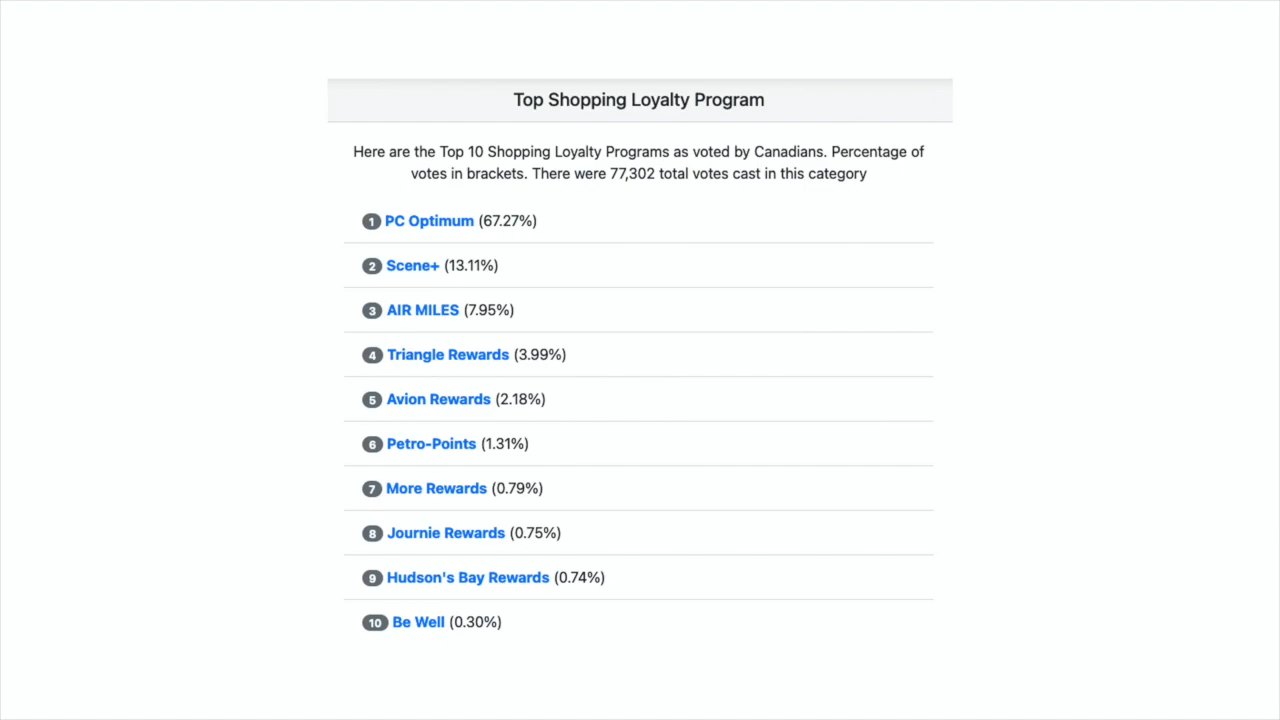 Top Shopping Loyalty Program
Here are the Top 10 Shopping Loyalty Programs as voted by Canadians. Percentage of
votes in brackets. There were 77,302 total votes cast in this category
1 PC Optimum (67.27%)
2 Scene+ (13.11%)
3 AIR MILES (7.95%)
4 Triangle Rewards (3.99%)
5 Avion Rewards (2.18%)
6 Petro-Points (1.31%)
7 More Rewards (0.79%)
8 Journie Rewards (0.75%)
9 Hudson's Bay Rewards (0.74%)
10 Be Well (0.30%)